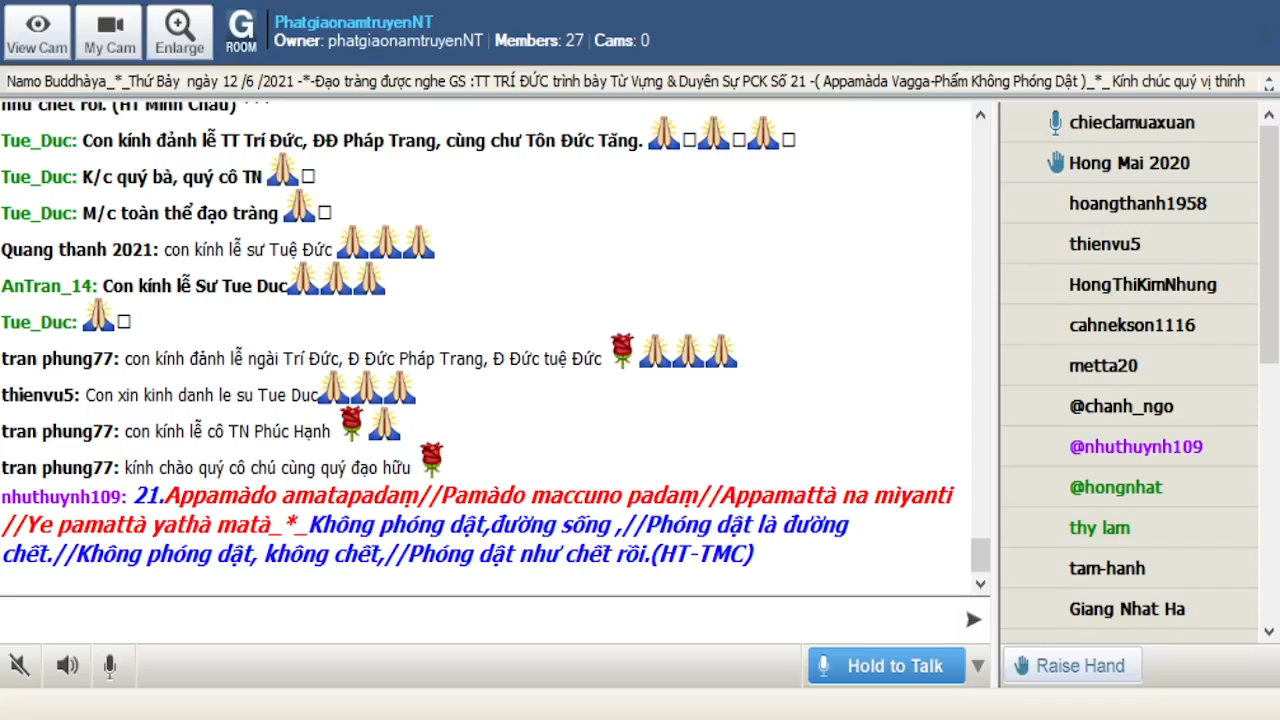 View Cam
My Cam
Enlarge
G
ROOM
PhatgiaonamtruyenNT
Owner: phatgiaonamtruyenNT | Members: 27 | Cams: 0
Namo Buddhàya_*_Thứ Bảy  ngày 12 /6 /2021 -*-Đạo tràng được nghe GS :TT TRÍ ĐỨC trình bày Từ Vựng & Duyên Sự PCK Số 21 -( Appamàda Vagga-Phẩm Không Phóng Dật )_*_ Kính chúc quý vị thính
như chết rồi. (HT Minh Châu) ```
Tue_Duc: Con kính đảnh lễ TT Trí Đức, ĐĐ Pháp Trang, cùng chư Tôn Đức Tăng. 🙏🙏🙏
Tue_Duc: K/c quý bà, quý cô TN 🙏
Tue_Duc: M/c toàn thể đạo tràng 🙏
Quang thanh 2021: con kính lễ sư Tuệ Đức 🙏🙏🙏
AnTran_14: Con kính lễ Sư Tue Duc🙏🙏🙏
Tue_Duc: 🙏
tran phung77: con kính đảnh lễ ngài Trí Đức, Đ Đức Pháp Trang, Đ Đức tuệ Đức 🌹🙏🙏🙏
thienvu5: Con xin kinh danh le su Tue Duc🙏🙏🙏
tran phung77: con kính lễ cô TN Phúc Hạnh 🌹🙏
tran phung77: kính chào quý cô chú cùng quý đạo hữu 🌹
nhuthuynh109: 21.Appamàdo amatapadaṃ//Pamàdo maccuno padaṃ//Appamattà na mìyanti
//Ye pamattà yathà matà_*_Không phóng dật,đường sống ,//Phóng dật là đường
chết.//Không phóng dật, không chết,//Phóng dật như chết rồi.(HT-TMC)
Hold to Talk
chieclamuaxuan
Hong Mai 2020
hoangthanh1958
thienvu5
HongThiKimNhung
cahnekson1116
metta20
@chanh_ngo
@nhuthuynh109
@hongnhat
thy lam
tam-hanh
Giang Nhat Ha
Raise Hand